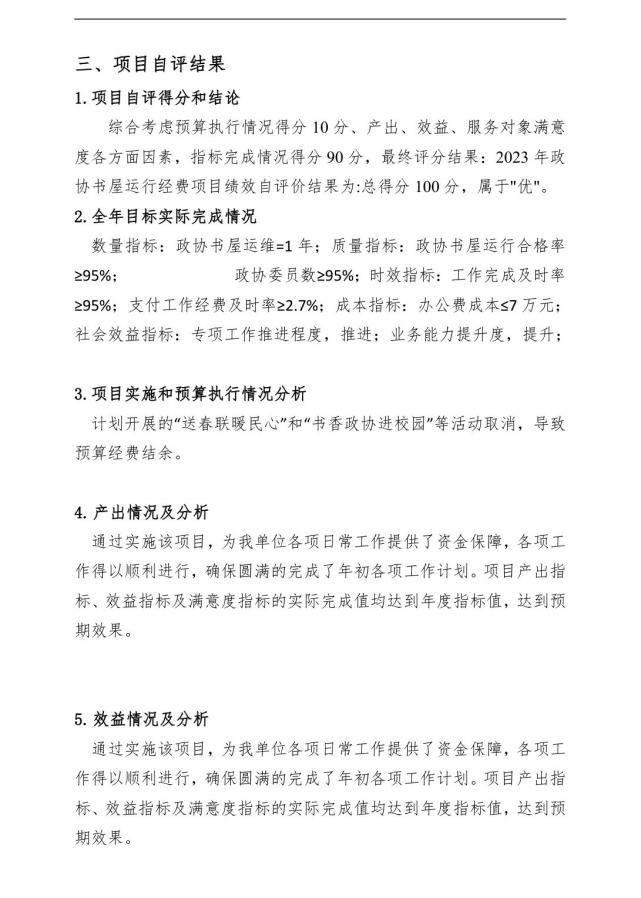 三、项目自评结果
1. 项目自评得分和结论
综合考虑预算执行情况得分 10 分、产出、效益、服务对象满意
度各方面因素，指标完成情况得分 90 分，最终评分结果：2023 年政
协书屋运行经费项目绩效自评价结果为:总得分 100 分，属于"优"。
2. 全年目标实际完成情况
数量指标：政协书屋运维=1 年；质量指标：政协书屋运行合格率
≥95%； 政协委员数≥95%；时效指标：工作完成及时率
≥95%；支付工作经费及时率≥2.7%；成本指标：办公费成本≤7 万元；
社会效益指标：专项工作推进程度，推进；业务能力提升度，提升；
3. 项目实施和预算执行情况分析
计划开展的“送春联暖民心”和“书香政协进校园”等活动取消，导致
预算经费结余。
4. 产出情况及分析
通过实施该项目，为我单位各项日常工作提供了资金保障，各项工
作得以顺利进行，确保圆满的完成了年初各项工作计划。项目产出指
标、效益指标及满意度指标的实际完成值均达到年度指标值，达到预
期效果。
5. 效益情况及分析
通过实施该项目，为我单位各项日常工作提供了资金保障，各项工
作得以顺利进行，确保圆满的完成了年初各项工作计划。项目产出指
标、效益指标及满意度指标的实际完成值均达到年度指标值，达到预
期效果。